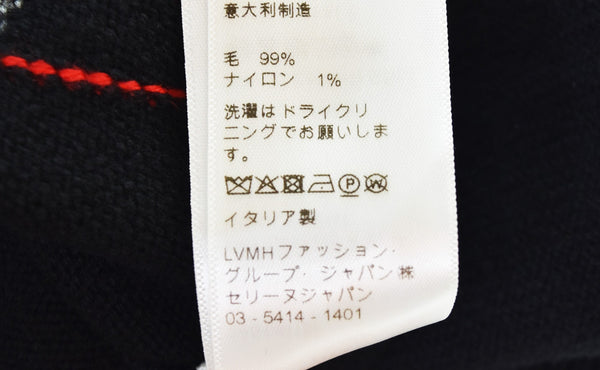 意大利制造
毛 99%
ナイロン 1%
洗濯はドライクリ
ニングでお願いしま
す。
P W
イタリア製
LVMHファッション・
グループ・ジャパン㈱
セリーヌジャパン
03 - 5414 - 1401